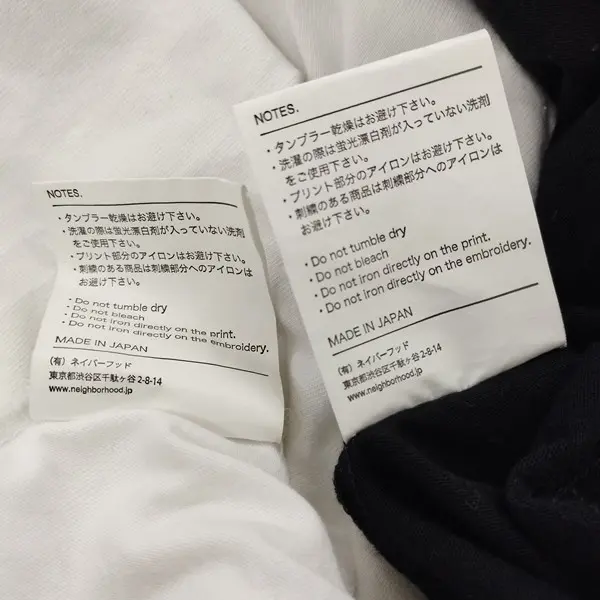 NOTES.
・タンブラー乾燥はお避け下さい。
・洗濯の際は蛍光漂白剤が入っていない洗剤
をご使用下さい。
・プリント部分のアイロンはお避け下さい。
・刺繍のある商品は刺繍部分へのアイロンは
お避け下さい。
・Do not tumble dry
・Do not bleach
・Do not iron directly on the print.
・Do not iron directly on the embroidery.
MADE IN JAPAN
(有) ネイバーフッド
東京都渋谷区千駄ヶ谷2-8-14
www.neighborhood.jp
NOTES.
・タンブラー乾燥はお避け下さい。
・洗濯の際は蛍光漂白剤が入っていない洗剤
をご使用下さい。
・プリント部分のアイロンはお避け下さい。
・刺繍のある商品は刺繍部分へのアイロンは
お避け下さい。
・Do not tumble dry
・Do not bleach
・Do not iron directly on the print.
・Do not iron directly on the embroidery.
MADE IN JAPAN
(有) ネイバーフッド
東京都渋谷区千駄ヶ谷2-8-14
www.neighborhood.jp